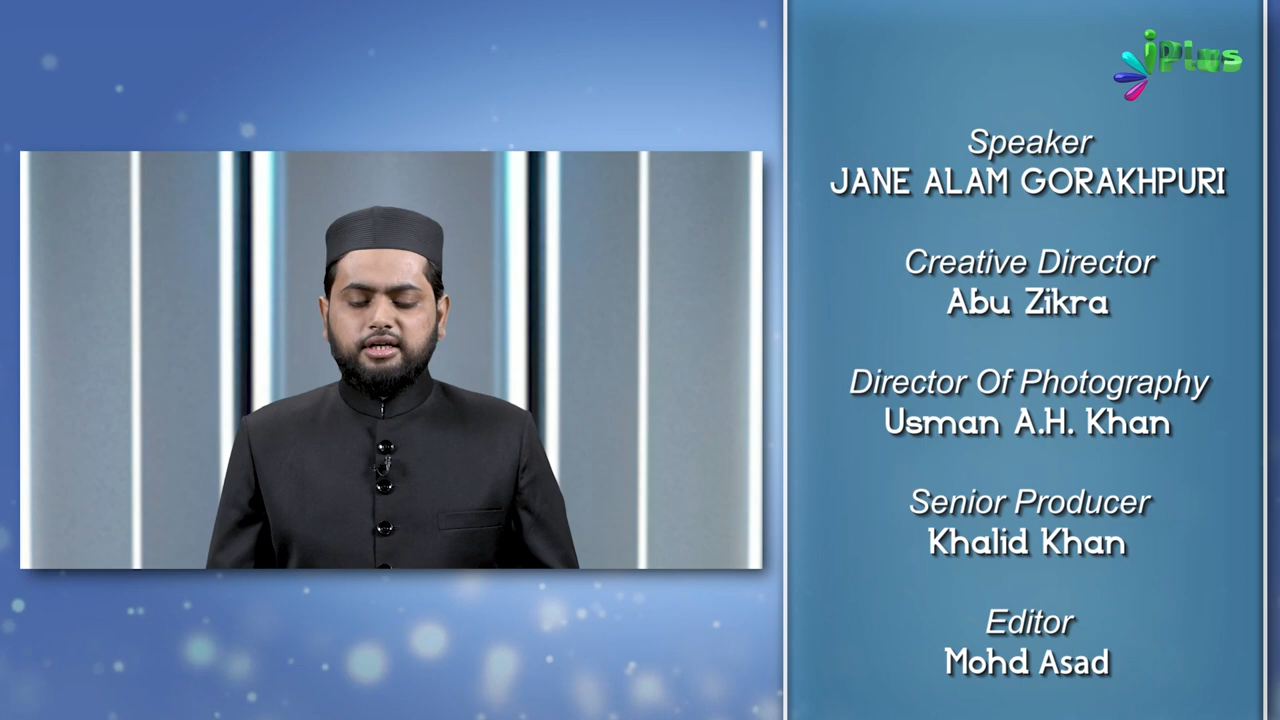 iPlus
Speaker
JANE ALAM GORAKHPURI
Creative Director
Abu Zikra
Director Of Photography
Usman A.H. Khan
Senior Producer
Khalid Khan
Editor
Mohd Asad